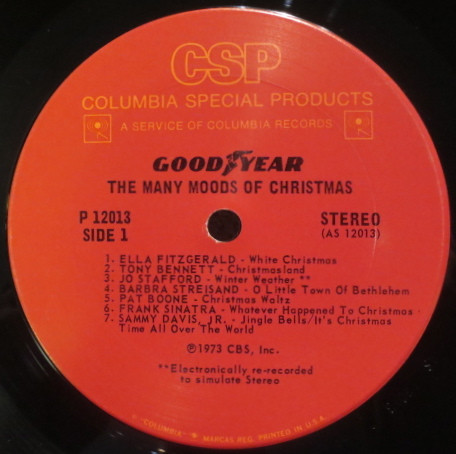 CSP
COLUMBIA SPECIAL PRODUCTS
A SERVICE OF COLUMBIA RECORDS
GOODYEAR
THE MANY MOODS OF CHRISTMAS
P 12013
SIDE 1
STEREO
(AS 12013)
1. ELLA FITZGERALD - White Christmas
2. TONY BENNETT - Christmasland
3. JO STAFFORD - Winter Weather **
4. BARBRA STREISAND - O Little Town Of Bethlehem
5. PAT BOONE - Christmas Waltz
6. FRANK SINATRA - Whatever Happened To Christmas
7. SAMMY DAVIS, JR. - Jingle Bells/It's Christmas
Time All Over The World
℗1973 CBS, Inc.
**Electronically re-recorded
to simulate Stereo
"COLUMBIA", MARCAS REG. PRINTED IN U.S.A.